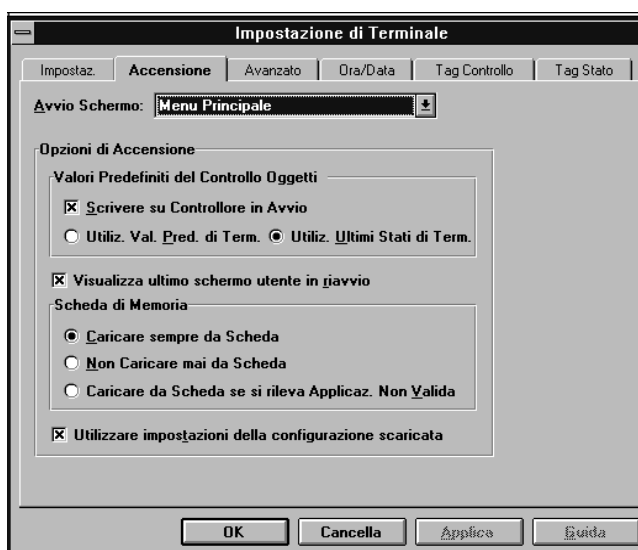 Impostazione di Terminale
Impostaz. Accensione Avanzato Ora/Data Tag Controllo Tag Stato
Avvio Schermo: Menu Principale
Opzioni di Accensione
Valori Predefiniti del Controllo Oggetti
Scrivere su Controllore in Avvio
Utiliz. Val. Pred. di Term. Utiliz. Ultimi Stati di Term.
Visualizza ultimo schermo utente in riavvio
Scheda di Memoria
Caricare sempre da Scheda
Non Caricare mai da Scheda
Caricare da Scheda se si rileva Applicaz. Non Valida
Utilizzare impostazioni della configurazione scaricata
OK Cancella Applica Guida